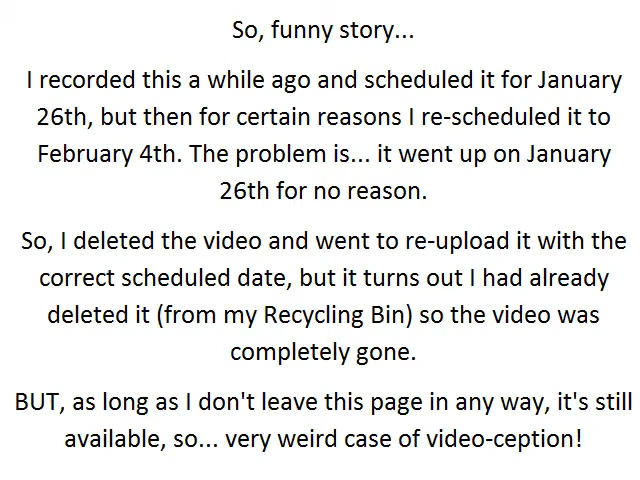 So, funny story...
I recorded this a while ago and scheduled it for January
26th, but then for certain reasons I re-scheduled it to
February 4th. The problem is... it went up on January
26th for no reason.
So, I deleted the video and went to re-upload it with the
correct scheduled date, but it turns out I had already
deleted it (from my Recycling Bin) so the video was
completely gone.
BUT, as long as I don't leave this page in any way, it's still
available, so... very weird case of video-ception!